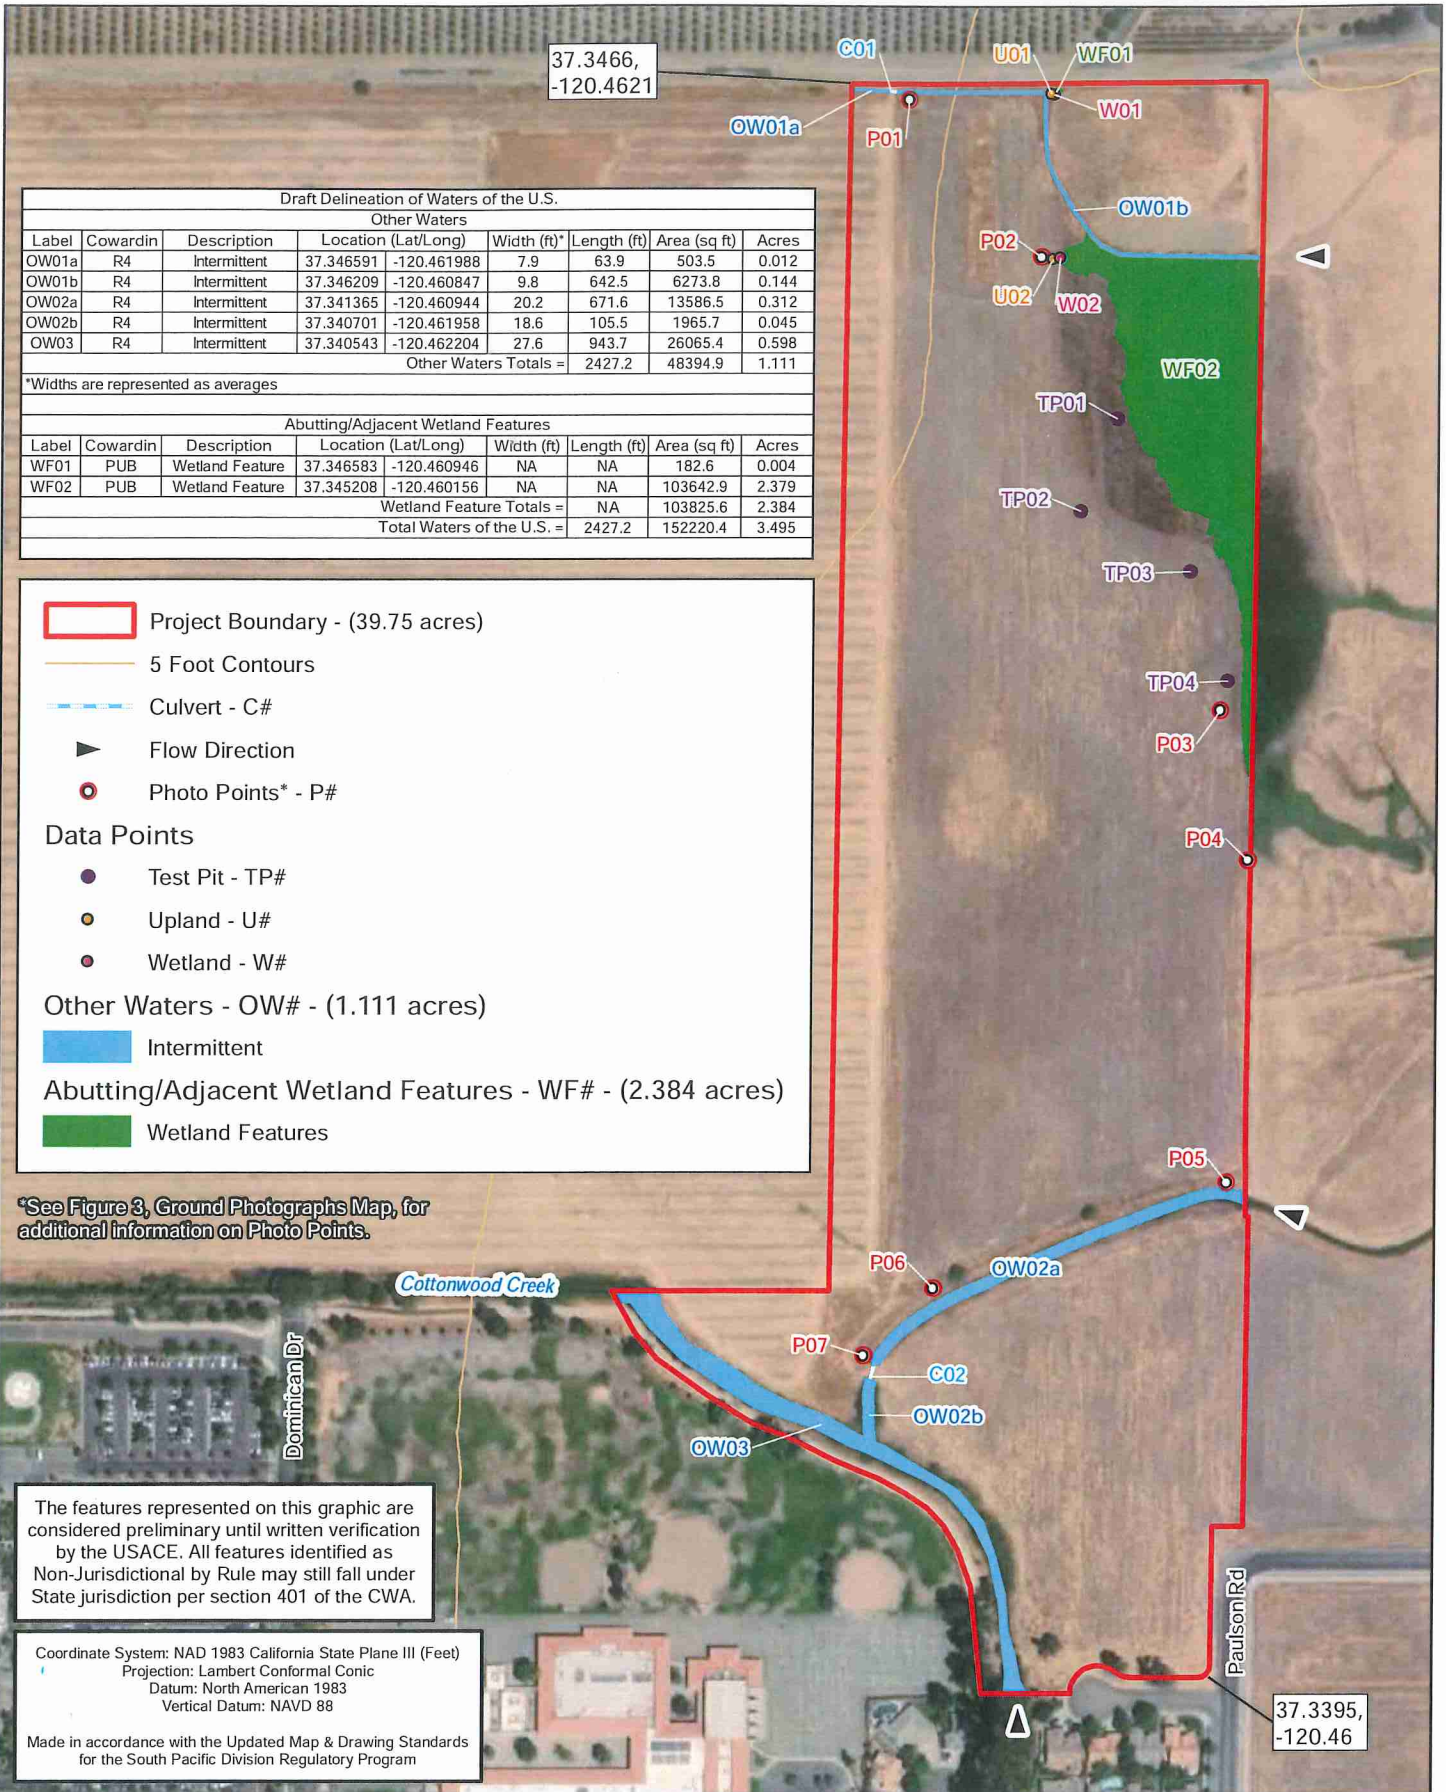 37.3466,
-120.4621
C01
U01
WF01
OW01a
P01
W01
OW01b
P02
U02
W02
WF02
TP01
TP02
TP03
TP04
P03
P04
P05
P06
OW02a
Cottonwood Creek
P07
C02
OW02b
OW03
Dominican Dr
Paulson Rd
37.3395,
-120.46
Draft Delineation of Waters of the U.S.
Other Waters
Label Cowardin Description Location (Lat/Long) Width (ft)* Length (ft) Area (sq ft) Acres
OW01a R4 Intermittent 37.346591 -120.461988 7.9 63.9 503.5 0.012
OW01b R4 Intermittent 37.346209 -120.460847 9.8 642.5 6273.8 0.144
OW02a R4 Intermittent 37.341365 -120.460944 20.2 671.6 13586.5 0.312
OW02b R4 Intermittent 37.340701 -120.461958 18.6 105.5 1965.7 0.045
OW03 R4 Intermittent 37.340543 -120.462204 27.6 943.7 26065.4 0.598
Other Waters Totals = 2427.2 48394.9 1.111
*Widths are represented as averages
Abutting/Adjacent Wetland Features
Label Cowardin Description Location (Lat/Long) Width (ft) Length (ft) Area (sq ft) Acres
WF01 PUB Wetland Feature 37.346583 -120.460946 NA NA 182.6 0.004
WF02 PUB Wetland Feature 37.345208 -120.460156 NA NA 103642.9 2.379
Wetland Feature Totals = NA 103825.6 2.384
Total Waters of the U.S. = 2427.2 152220.4 3.495
Project Boundary - (39.75 acres)
5 Foot Contours
Culvert - C#
Flow Direction
Photo Points* - P#
Data Points
Test Pit - TP#
Upland - U#
Wetland - W#
Other Waters - OW# - (1.111 acres)
Intermittent
Abutting/Adjacent Wetland Features - WF# - (2.384 acres)
Wetland Features
*See Figure 3, Ground Photographs Map, for
additional information on Photo Points.
The features represented on this graphic are
considered preliminary until written verification
by the USACE. All features identified as
Non-Jurisdictional by Rule may still fall under
State jurisdiction per section 401 of the CWA.
Coordinate System: NAD 1983 California State Plane III (Feet)
Projection: Lambert Conformal Conic
Datum: North American 1983
Vertical Datum: NAVD 88
Made in accordance with the Updated Map & Drawing Standards
for the South Pacific Division Regulatory Program